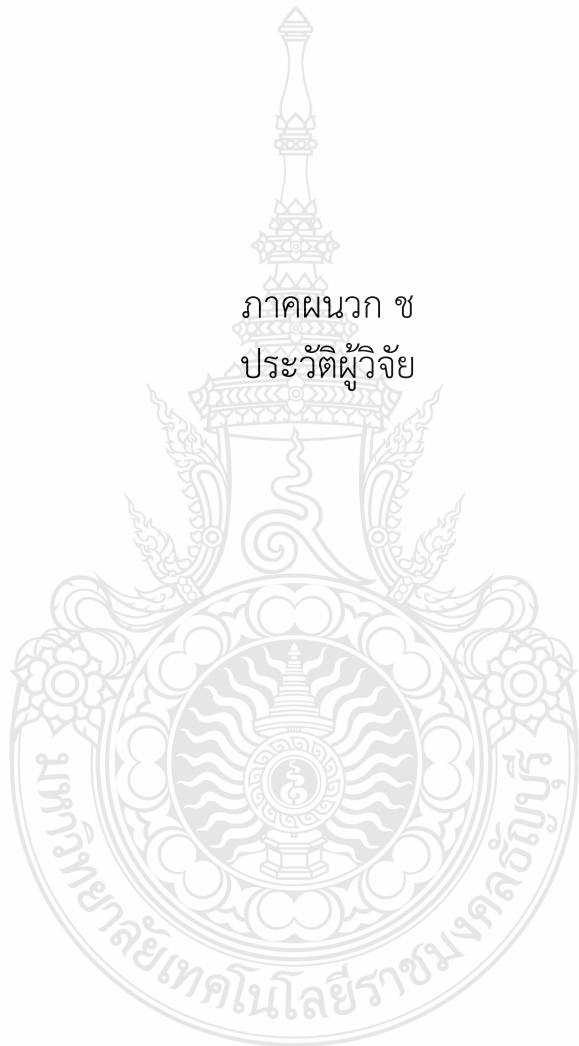 ภาคผนวก ช
ประวัติผู้วิจัย
มหาวิทยาลัยเทคโนโลยีราชมงคลธัญบุรี